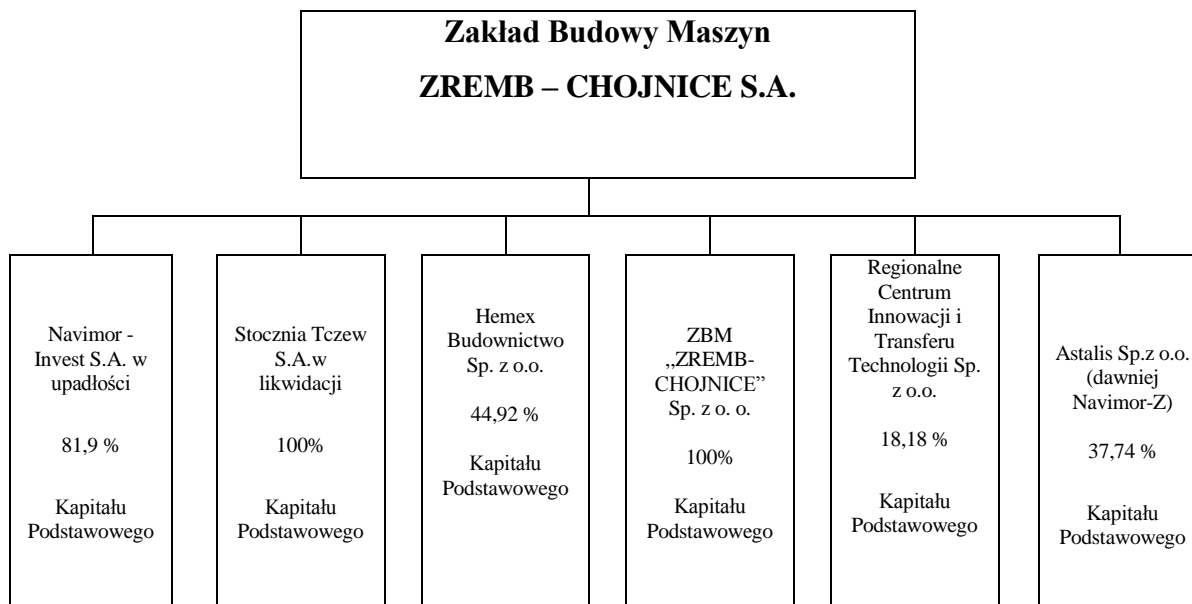 Zakład Budowy Maszyn
ZREMB – CHOJNICE S.A.
Navimor -
Invest S.A. w
upadłości
81,9 %
Kapitału
Podstawowego
Stocznia Tczew
S.A.w
likwidacji
100%
Kapitału
Podstawowego
Hemex
Budownictwo
Sp. z o.o.
44,92 %
Kapitału
Podstawowego
ZBM
„ZREMB-
CHOJNICE”
Sp. z o. o.
100%
Kapitału
Podstawowego
Regionalne
Centrum
Innowacji i
Transferu
Technologii Sp.
z o.o.
18,18 %
Kapitału
Podstawowego
Astalis Sp.z o.o.
(dawniej
Navimor-Z)
37,74 %
Kapitału
Podstawowego